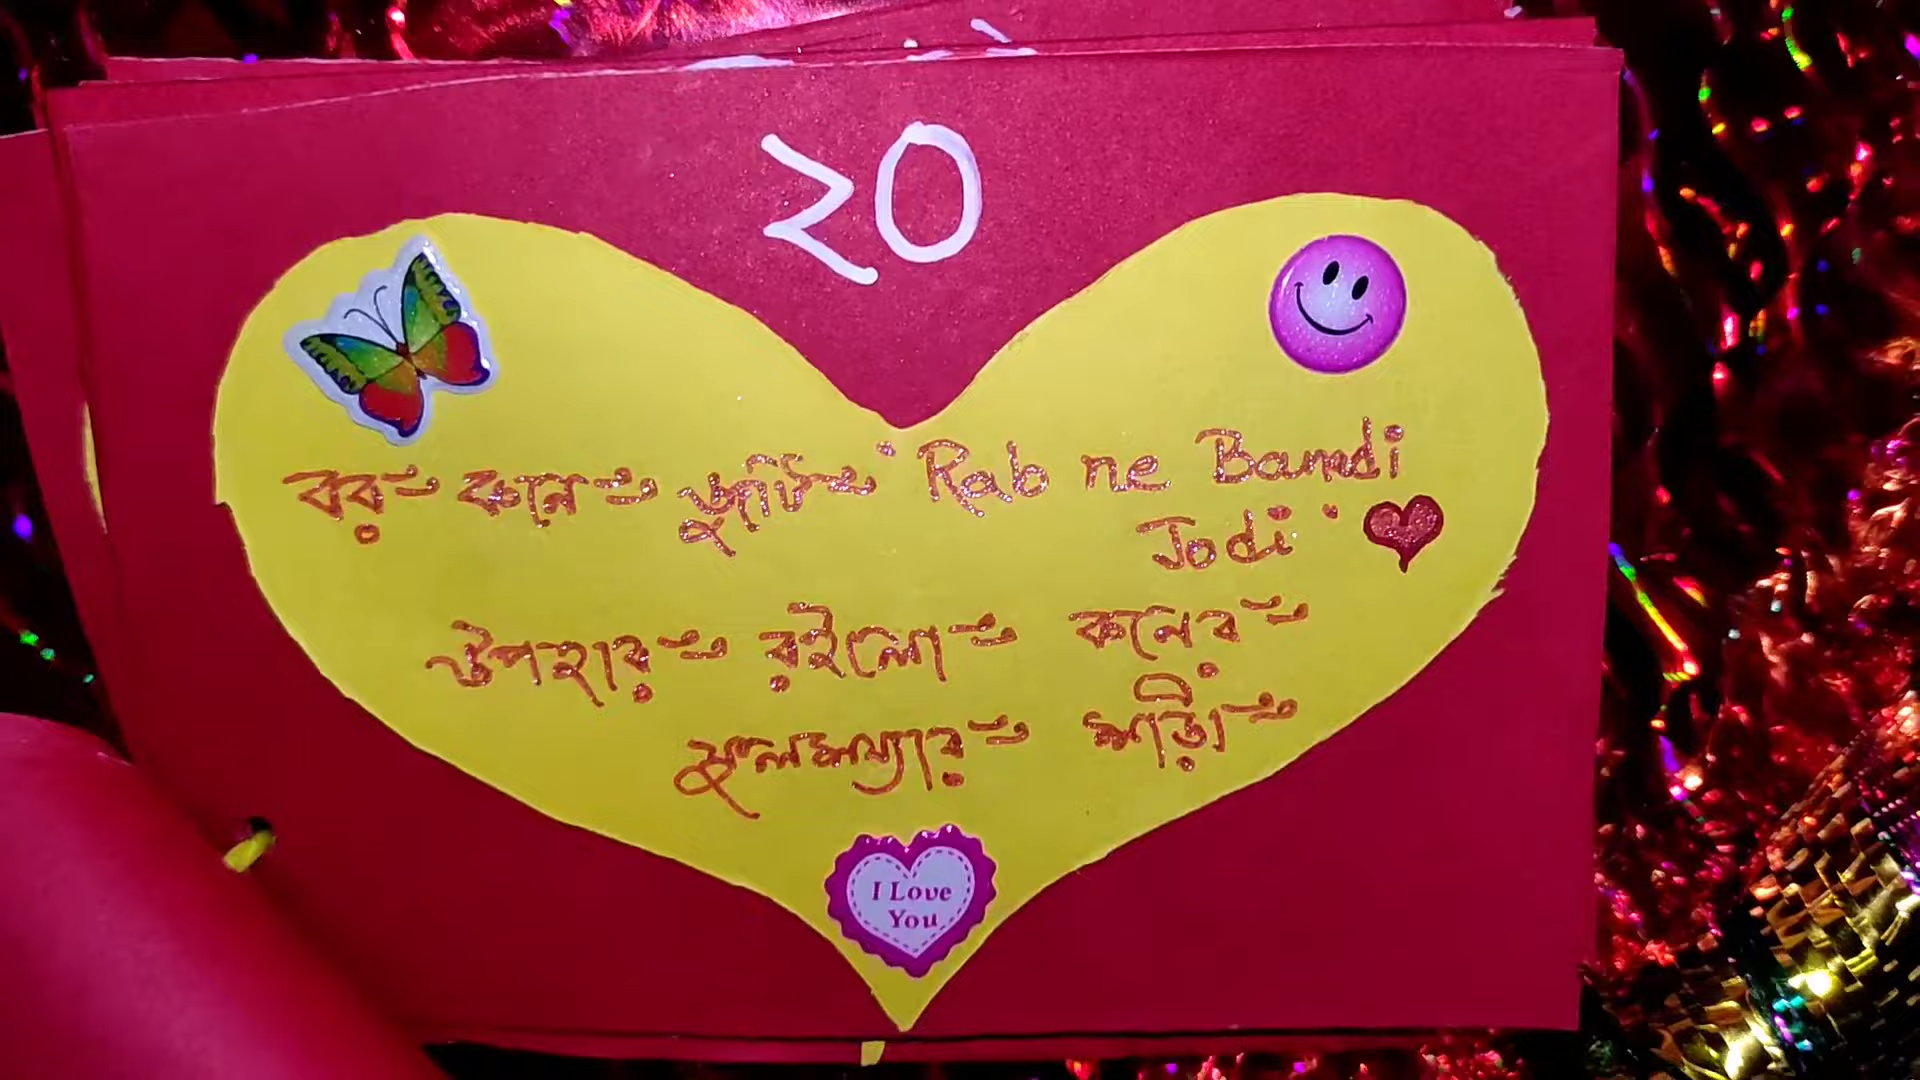 ২০
বর কনে জুটি 'Rab ne Bandi
Jodi'
উপহার রইলো কনের
ফুলশয্যার শাড়ী
I Love
You